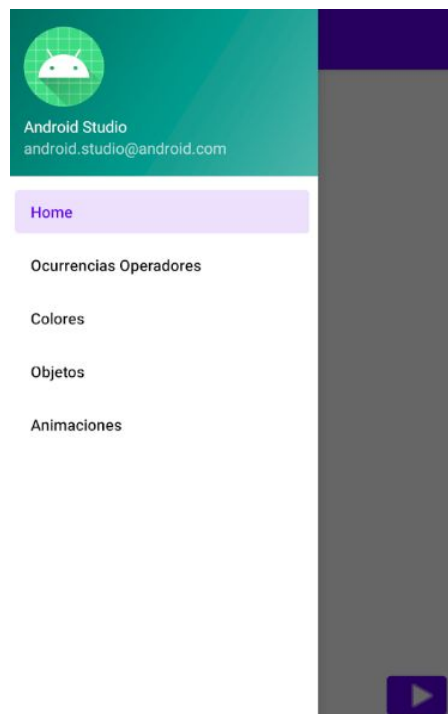 Android Studio
android.studio@android.com
Home
Ocurrencias Operadores
Colores
Objetos
Animaciones